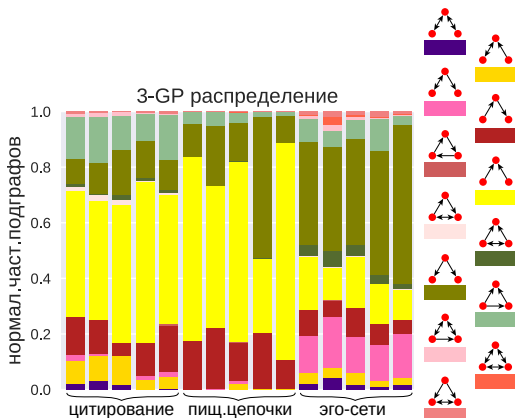 3-GP распределение
нормал.част.подграфов
1.0
0.8
0.6
0.4
0.2
0.0
цитирование
пищ.цепочки
эго-сети